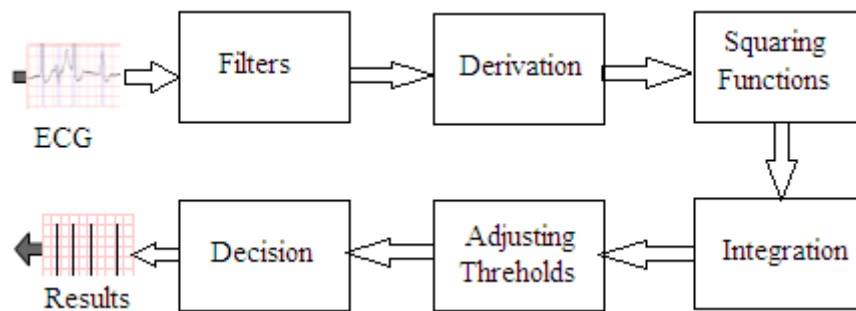 ECG
Filters
Derivation
Squaring
Functions
Integration
Adjusting
Threholds
Decision
Results